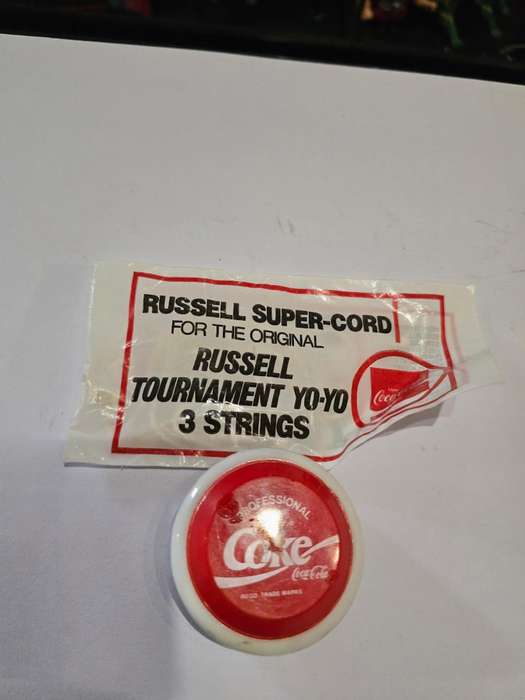 RUSSELL SUPER-CORD
FOR THE ORIGINAL
RUSSELL
TOURNAMENT YO-YO
3 STRINGS
PROFESSIONAL
Coke
Coca-Cola
REGD. TRADE MARKS